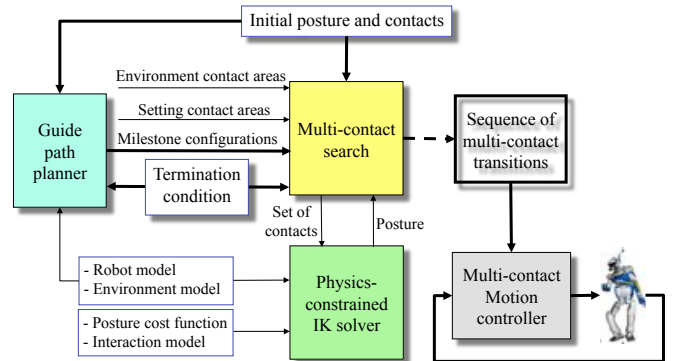 Initial posture and contacts
Environment contact areas
Setting contact areas
Milestone configurations
Guide
path
planner
Multi-contact
search
Sequence of
multi-contact
transitions
Termination
condition
Set of
contacts
Posture
- Robot model
- Environment model
- Posture cost function
- Interaction model
Physics-
constrained
IK solver
Multi-contact
Motion
controller